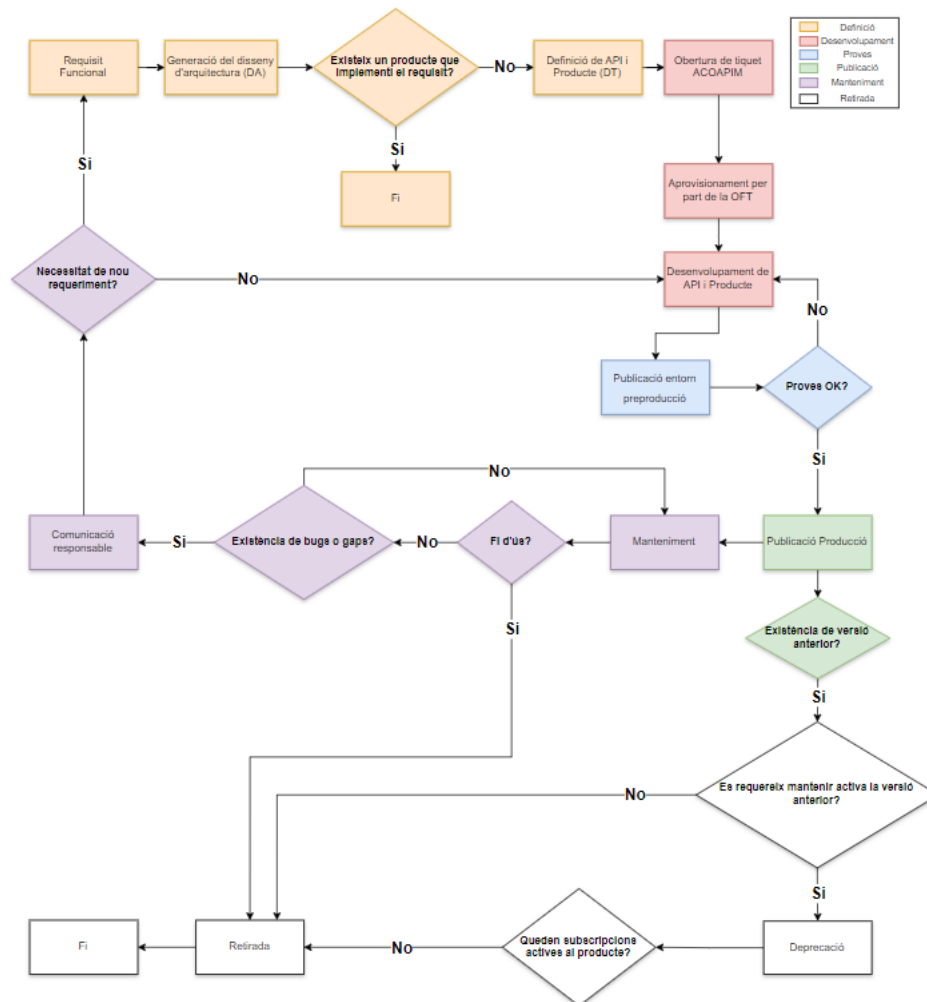 Requisit
Funcional
Generació del disseny
d'arquitectura (DA)
Existeix un producte que
implementi el requisit?
No
Definició de API i
Producte (DT)
Obertura de tiquet
ACOAPIM
Definició
Desenvolupament
Proves
Publicació
Manteniment
Retirada
Si
Si
Fi
Aprovisionament per
part de la OFT
Necessitat de nou
requeriment?
No
Desenvolupament de
API i Producte
No
Publicació entorn
preproducció
Proves OK?
Si
No
Comunicació
responsable
Si
Existència de bugs o gaps?
No
Fi d'ús?
Manteniment
Publicació Producció
Si
Existència de versió
anterior?
Si
Es requereix mantenir activa la versió
anterior?
No
Si
Fi
Retirada
No
Queden subscripcions
actives al producte?
Deprecació